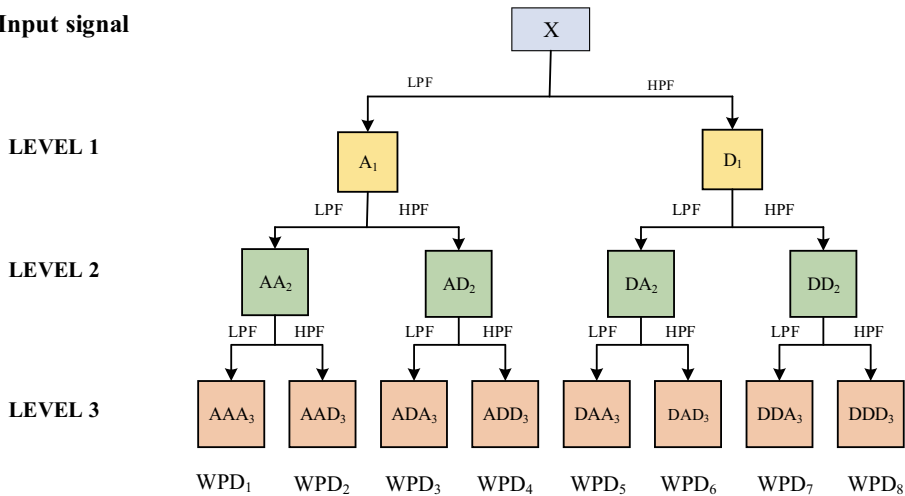 Input signal
X
LPF HPF
LEVEL 1
A₁ D₁
LPF HPF LPF HPF
LEVEL 2
AA₂ AD₂ DA₂ DD₂
LPF HPF LPF HPF LPF HPF LPF HPF
LEVEL 3
AAA₃ AAD₃ ADA₃ ADD₃ DAA₃ DAD₃ DDA₃ DDD₃
WPD₁ WPD₂ WPD₃ WPD₄ WPD₅ WPD₆ WPD₇ WPD₈